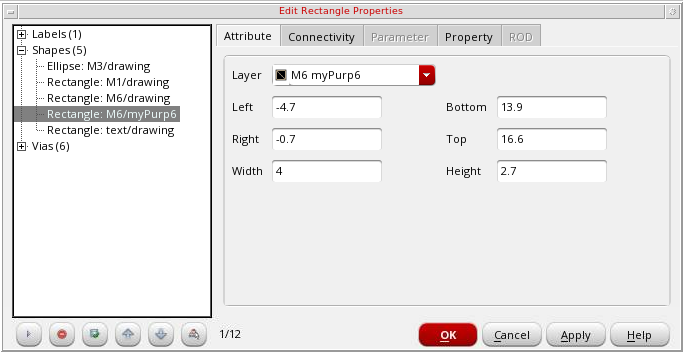 Edit Rectangle Properties
Labels (1)
Shapes (5)
Ellipse: M3/drawing
Rectangle: M1/drawing
Rectangle: M6/drawing
Rectangle: M6/myPurp6
Rectangle: text/drawing
Vias (6)
Attribute Connectivity Parameter Property ROD
Layer M6 myPurp6
Left -4.7 Bottom 13.9
Right -0.7 Top 16.6
Width 4 Height 2.7
1/12 OK Cancel Apply Help